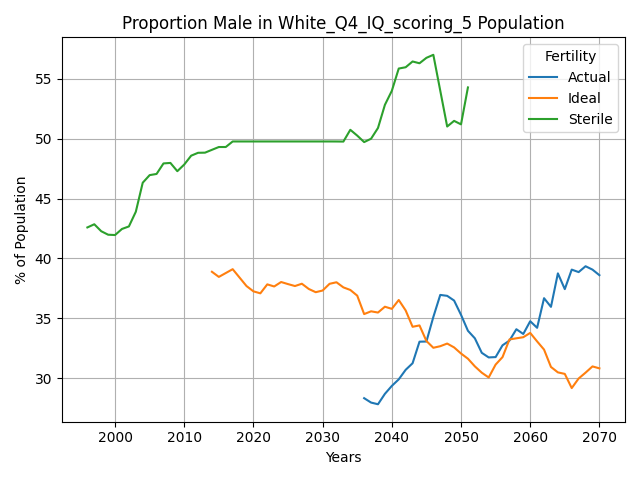 Proportion Male in White_Q4_IQ_scoring_5 Population
Fertility
Actual
Ideal
Sterile
% of Population
55
50
45
40
35
30
2000
2010
2020
2030
2040
2050
2060
2070
Years